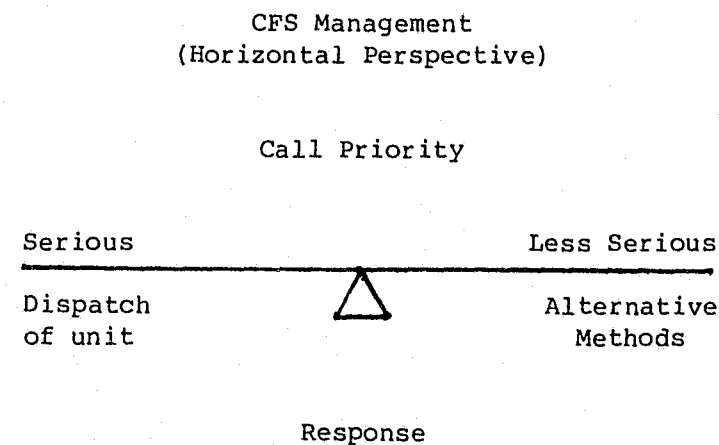 CFS Management
(Horizontal Perspective)
Call Priority
Serious
Less Serious
Dispatch
of unit
Alternative
Methods
Response